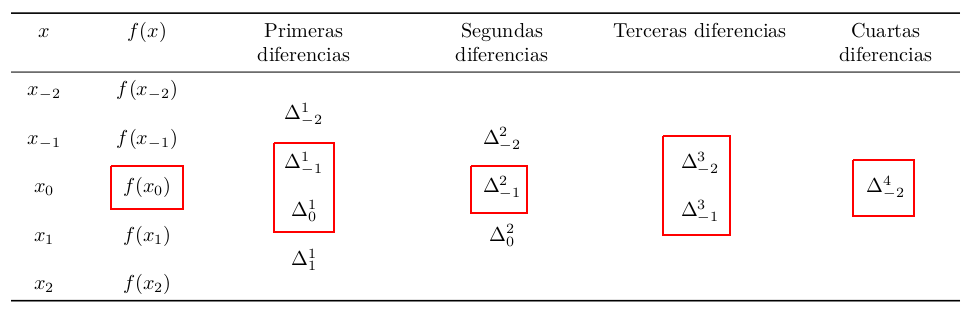 x f(x) Primeras diferencias Segundas diferencias Terceras diferencias Cuartas diferencias
x₋₂ f(x₋₂)
Δ¹₋₂
x₋₁ f(x₋₁) Δ²₋₂
Δ¹₋₁ Δ³₋₂
x₀ f(x₀) Δ²₋₁ Δ⁴₋₂
Δ¹₀ Δ³₋₁
x₁ f(x₁) Δ²₀
Δ¹₁
x₂ f(x₂)